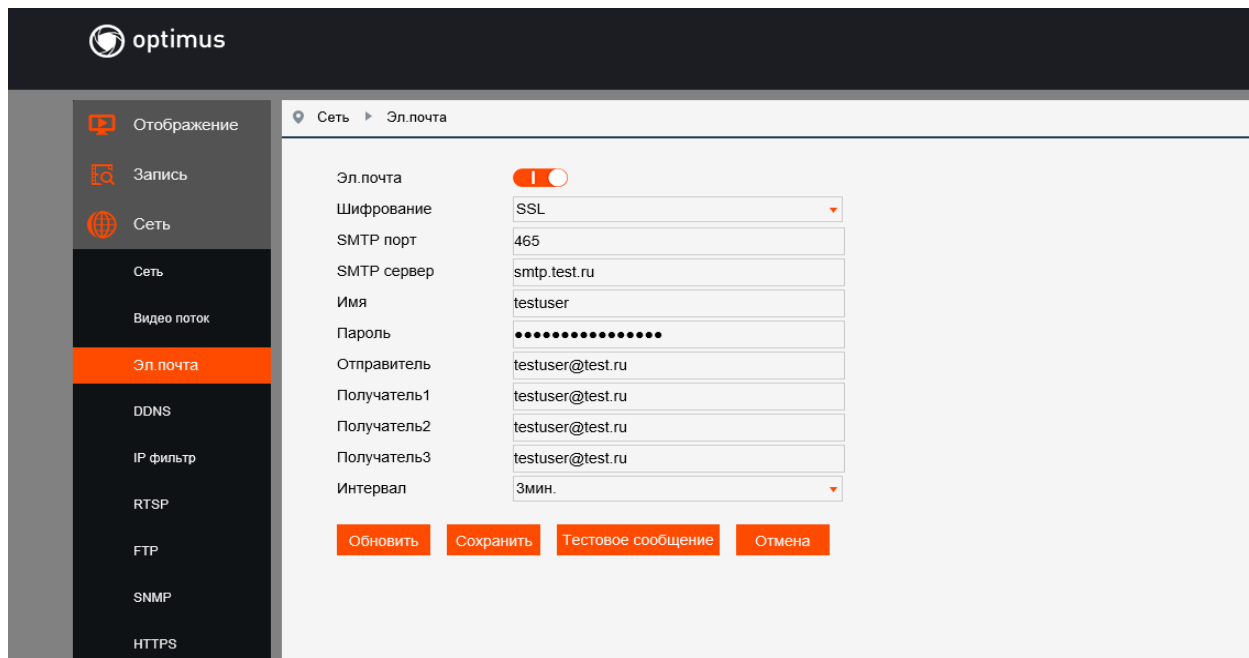 optimus
Отображение
Запись
Сеть
Сеть
Видео поток
Эл.почта
DDNS
IP фильтр
RTSP
FTP
SNMP
HTTPS
Сеть Эл.почта
Эл.почта
Шифрование SSL
SMTP порт 465
SMTP сервер smtp.test.ru
Имя testuser
Пароль ••••••••••••••••
Отправитель testuser@test.ru
Получатель1 testuser@test.ru
Получатель2 testuser@test.ru
Получатель3 testuser@test.ru
Интервал 3мин.
Обновить Сохранить Тестовое сообщение Отмена